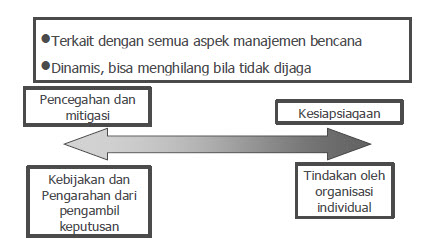 ●Terkait dengan semua aspek manajemen bencana
●Dinamis, bisa menghilang bila tidak dijaga
Pencegahan dan
mitigasi
Kesiapsiagaan
Kebijakan dan
Pengarahan dari
pengambil
keputusan
Tindakan oleh
organisasi
individual